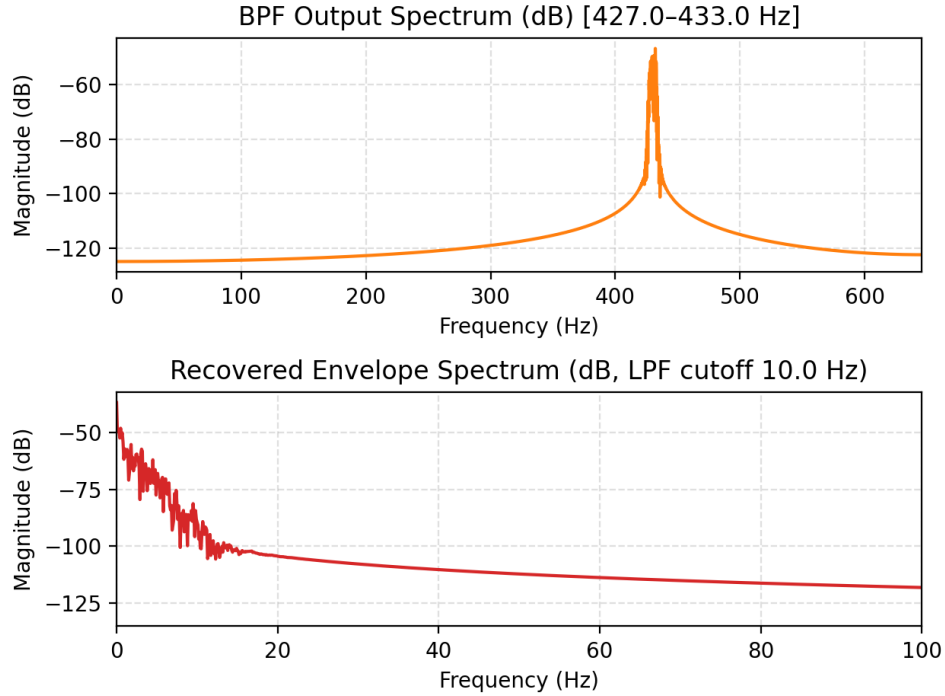 BPF Output Spectrum (dB) [427.0–433.0 Hz]
Magnitude (dB)
−60
−80
−100
−120
0 100 200 300 400 500 600
Frequency (Hz)
Recovered Envelope Spectrum (dB, LPF cutoff 10.0 Hz)
Magnitude (dB)
−50
−75
−100
−125
0 20 40 60 80 100
Frequency (Hz)